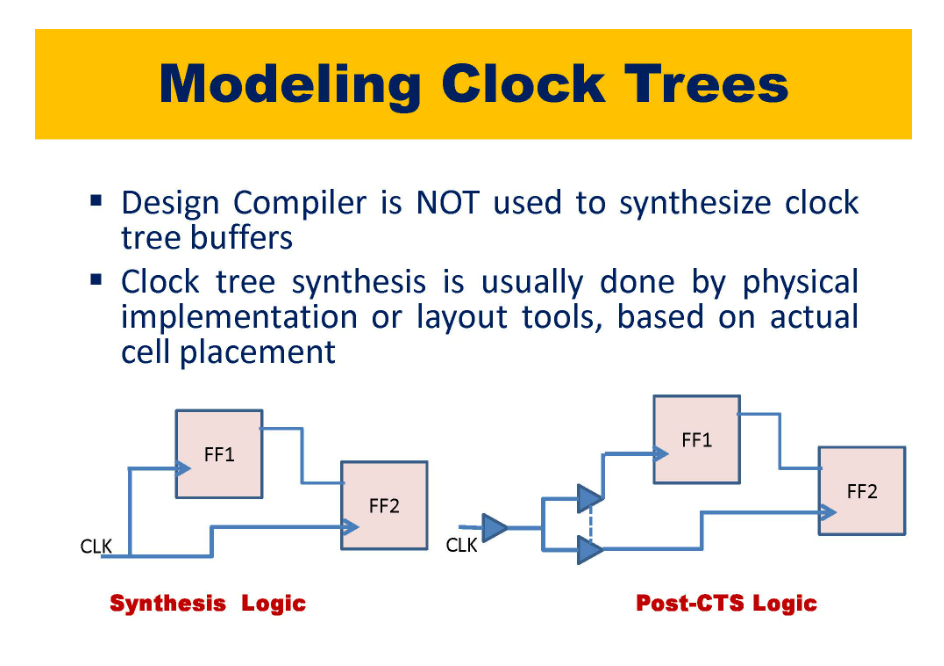 Modeling Clock Trees
▪ Design Compiler is NOT used to synthesize clock
tree buffers
▪ Clock tree synthesis is usually done by physical
implementation or layout tools, based on actual
cell placement
FF1
FF2
CLK
FF1
FF2
CLK
Synthesis Logic
Post-CTS Logic